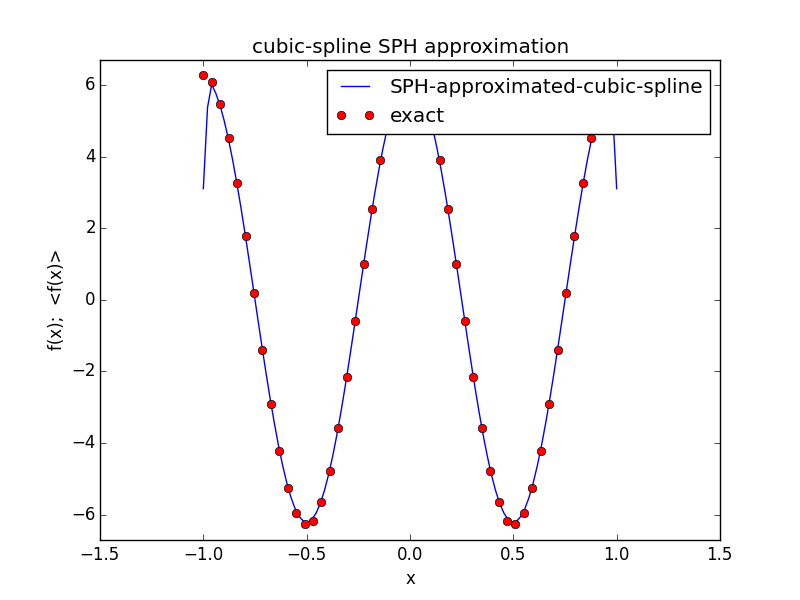 cubic-spline SPH approximation
SPH-approximated-cubic-spline
exact
f(x);  <f(x)>
6
4
2
0
−2
−4
−6
−1.5
−1.0
−0.5
0.0
0.5
1.0
1.5
x